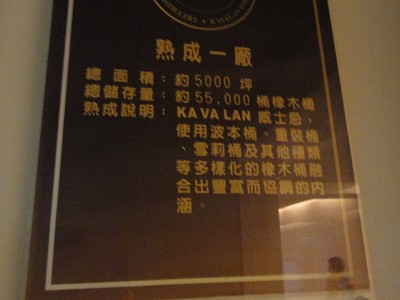 DISTILLERY ★ KAVALAN
熟成一廠
總面積：約5000 坪
總儲存量：約55,000 桶橡木桶
熟成說明：KAVALAN 威士忌，
使用波本桶、重裝桶
、雪莉桶及其他種類
等多樣化的橡木桶融
合出豐富而協調的內
涵。